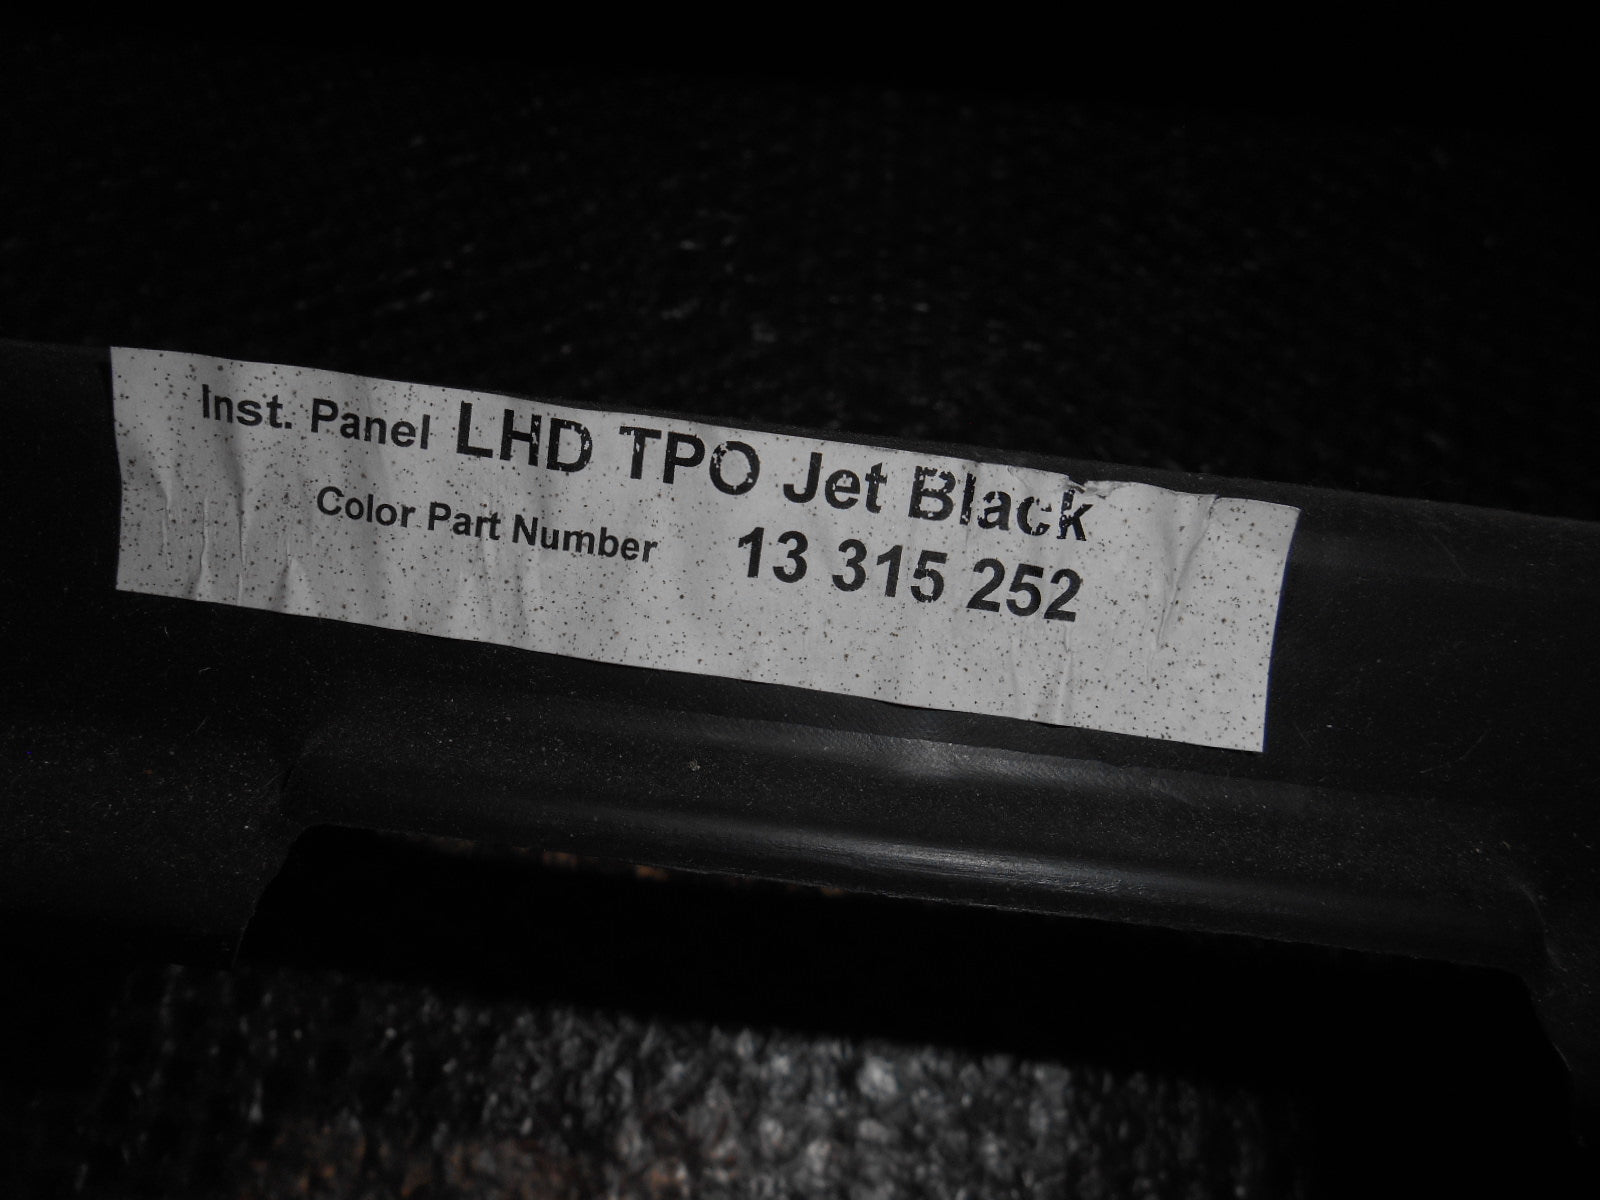 Inst. Panel LHD TPO Jet Black
Color Part Number 13 315 252